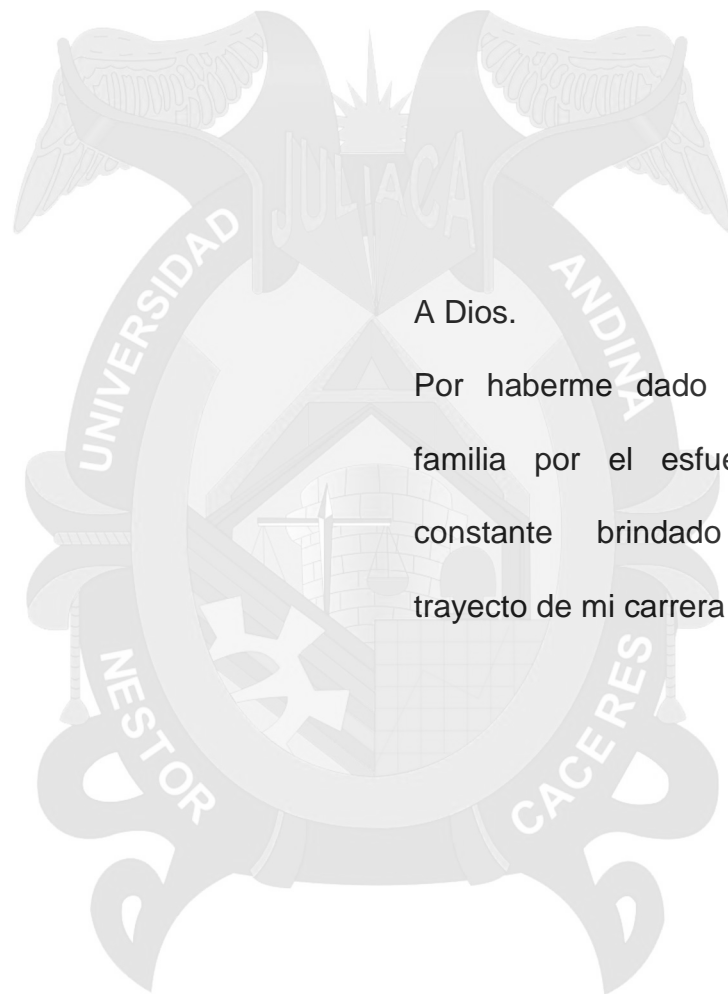 JULIACA
UNIVERSIDAD
ANDINA
A Dios.
Por haberme dado
familia por el
constante brindado
trayecto de mi carrera
NESTOR
CACERES